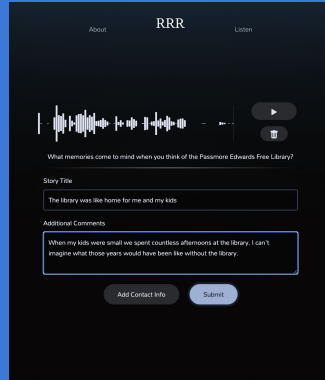 RRR
About
Listen
What memories come to mind when you think of the Passmore Edwards Free Library?
Story Title
The library was like home for me and my kids
Additional Comments
When my kids were small we spent countless afternoons at the library. I can't
imagine what those years would have been like without the library.
Add Contact Info
Submit